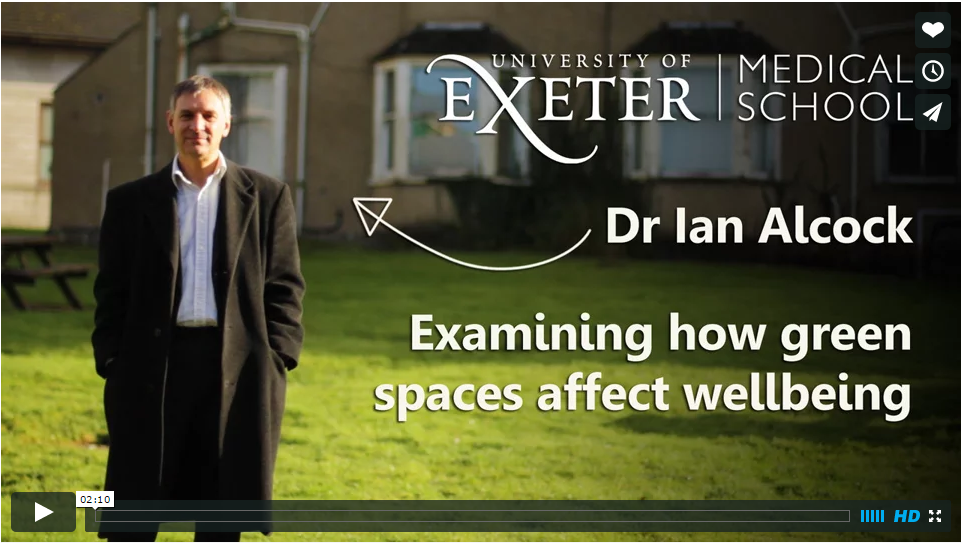 UNIVERSITY OF
EXETER
MEDICAL
SCHOOL
Dr Ian Alcock
Examining how green
spaces affect wellbeing
02:10
HD